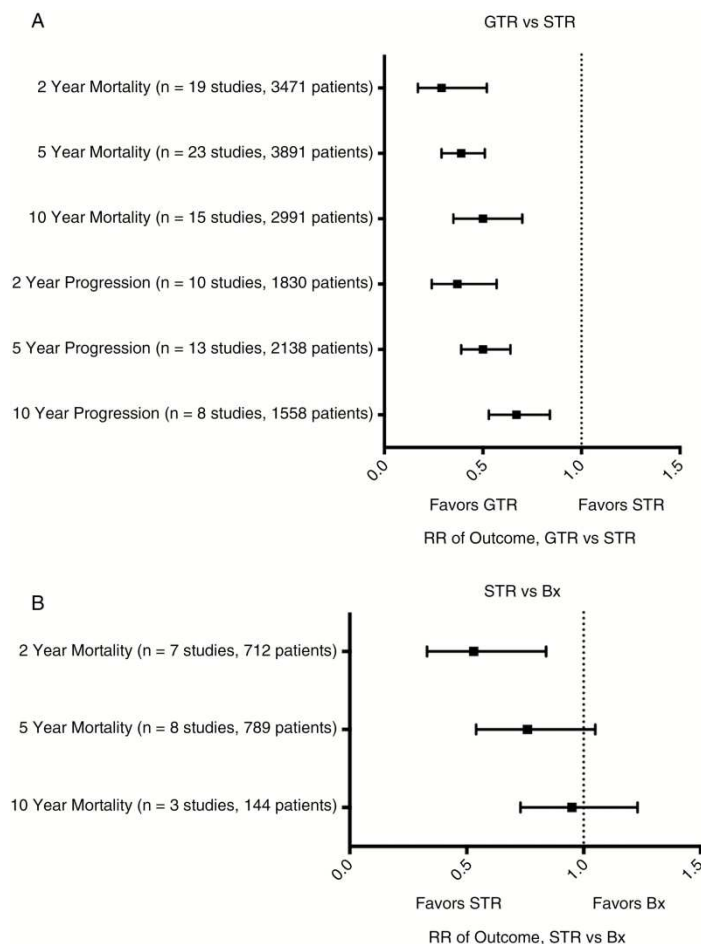 A
GTR vs STR
2 Year Mortality (n = 19 studies, 3471 patients)
5 Year Mortality (n = 23 studies, 3891 patients)
10 Year Mortality (n = 15 studies, 2991 patients)
2 Year Progression (n = 10 studies, 1830 patients)
5 Year Progression (n = 13 studies, 2138 patients)
10 Year Progression (n = 8 studies, 1558 patients)
0.0 0.5 1.0 1.5
Favors GTR Favors STR
RR of Outcome, GTR vs STR
B
STR vs Bx
2 Year Mortality (n = 7 studies, 712 patients)
5 Year Mortality (n = 8 studies, 789 patients)
10 Year Mortality (n = 3 studies, 144 patients)
0.0 0.5 1.0 1.5
Favors STR Favors Bx
RR of Outcome, STR vs Bx